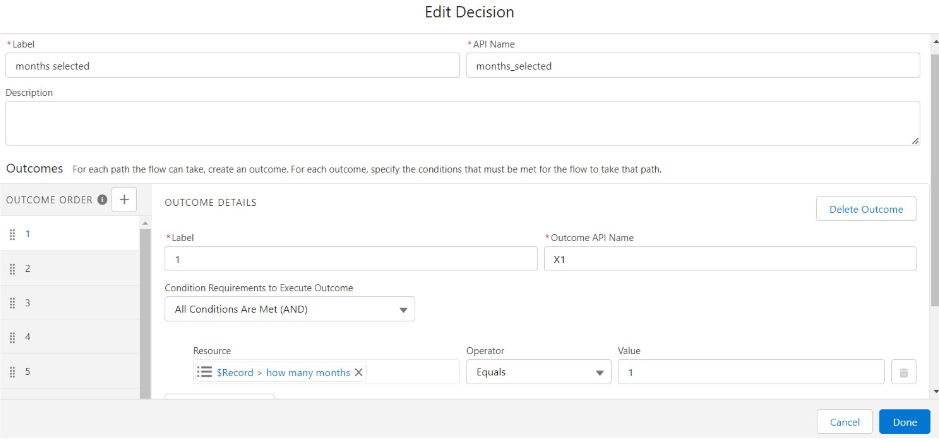 Edit Decision
* Label
* API Name
months selected
months_selected
Description
Outcomes For each path the flow can take, create an outcome. For each outcome, specify the conditions that must be met for the flow to take that path.
OUTCOME ORDER
OUTCOME DETAILS
Delete Outcome
1
2
3
4
5
* Label
* Outcome API Name
1
X1
Condition Requirements to Execute Outcome
All Conditions Are Met (AND)
Resource
Operator
Value
$Record > how many months
Equals
1
Cancel
Done